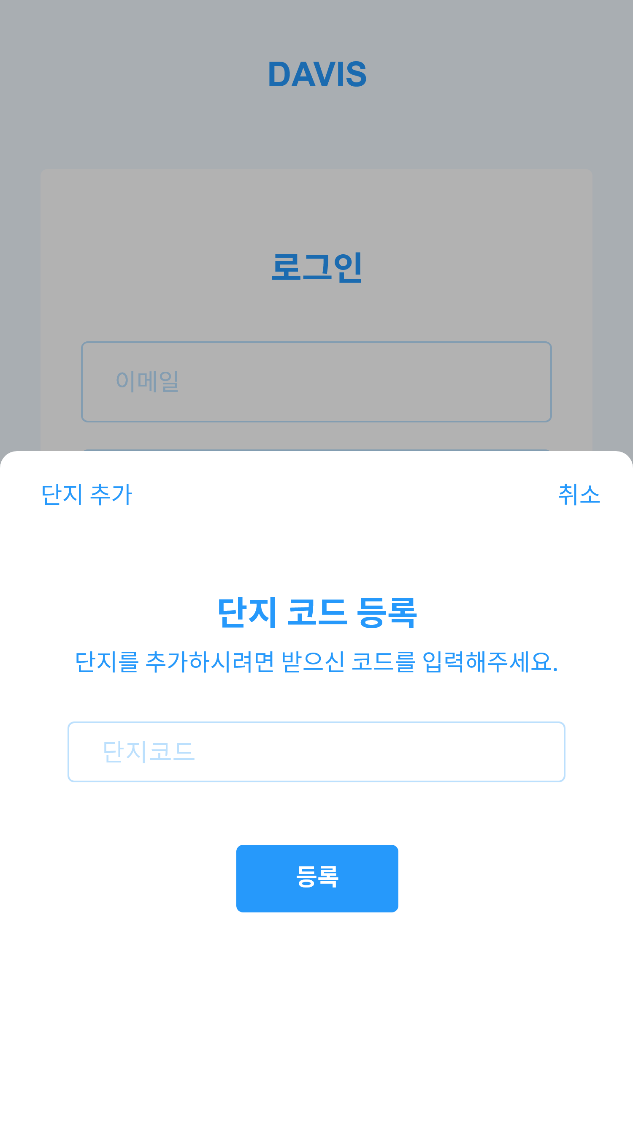 DAVIS
로그인
이메일
단지 추가
취소
단지 코드 등록
단지를 추가하시려면 받으신 코드를 입력해주세요.
단지코드
등록